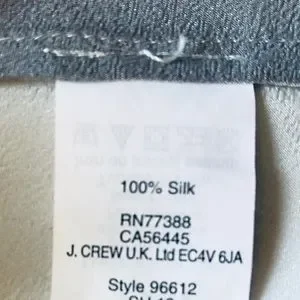 100% Silk
RN77388
CA56445
J. CREW U.K. Ltd EC4V 6JA
Style 96612